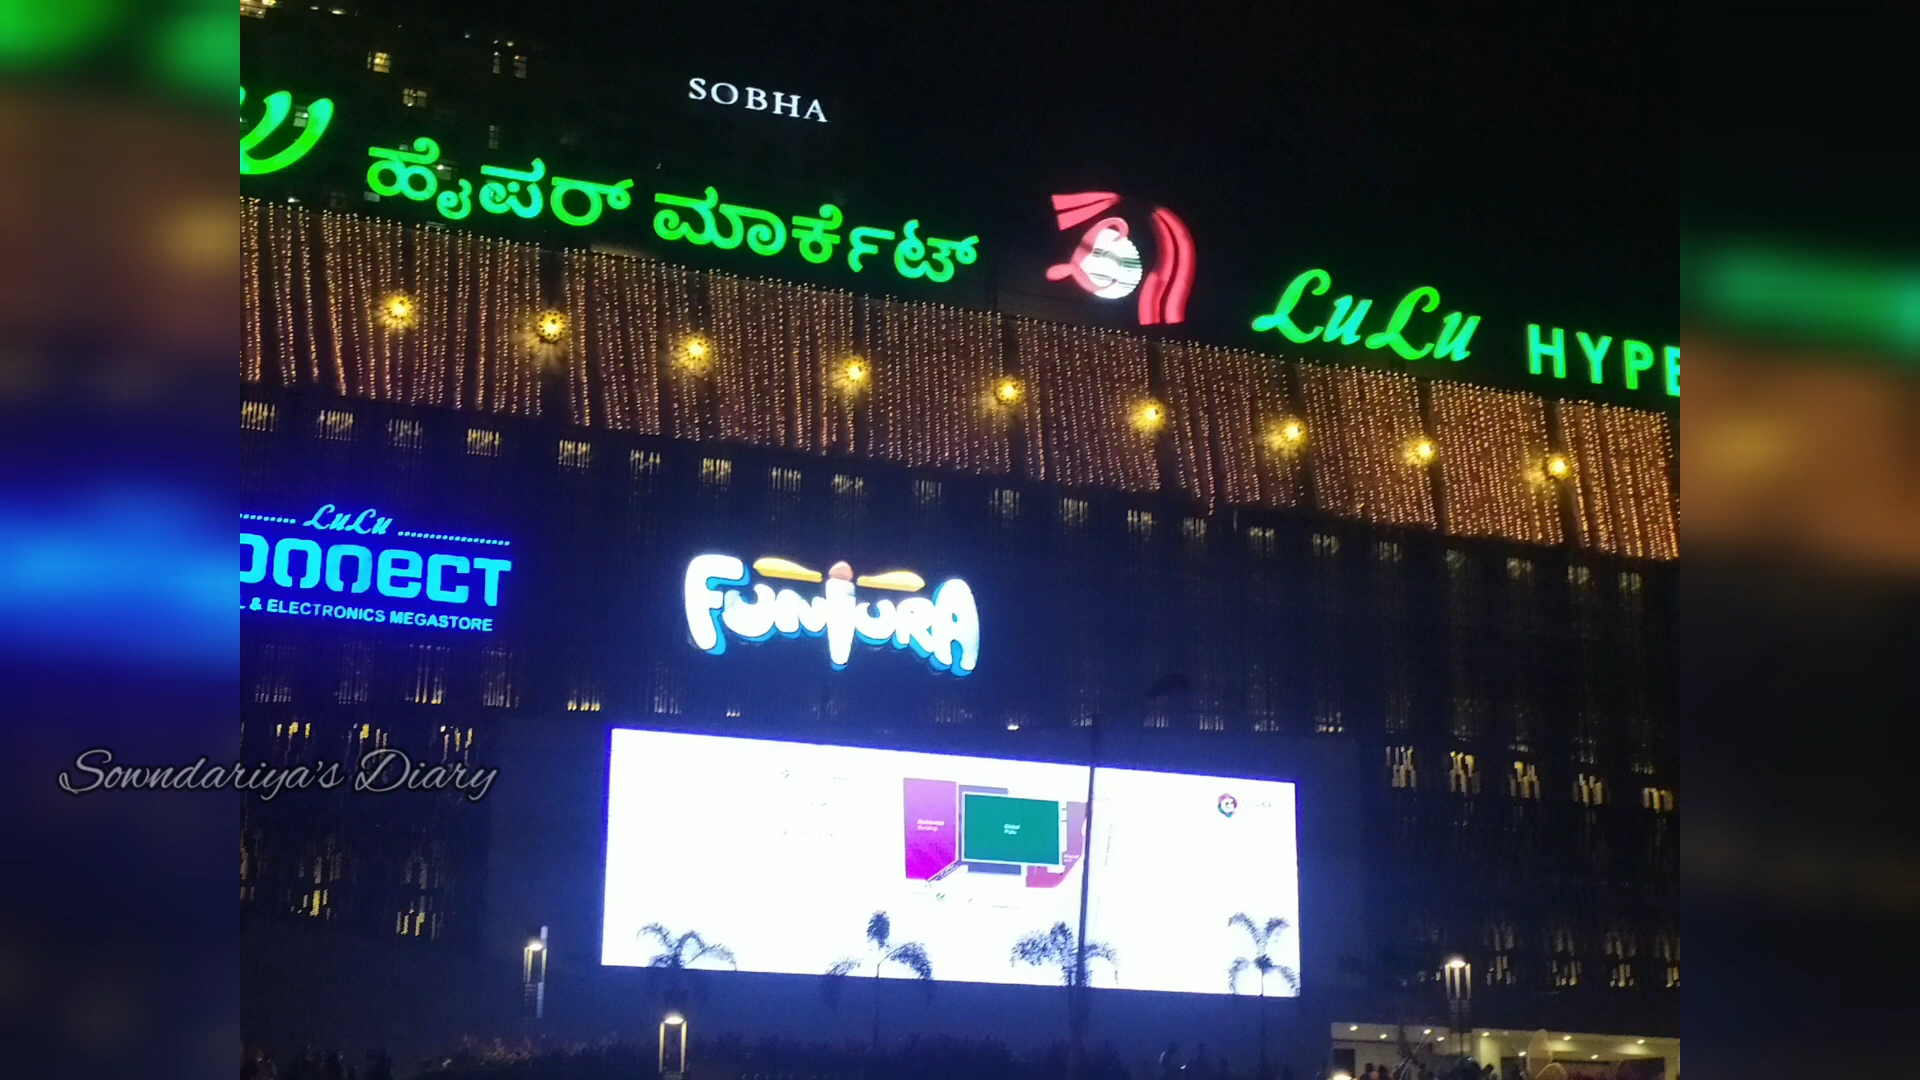 SOBHA
ಹೈಪರ್ ಮಾರ್ಕೆಟ್
LuLu HYPE
LuLu
onnect
& ELECTRONICS MEGASTORE
FUNTURA
Sowndariya's Diary